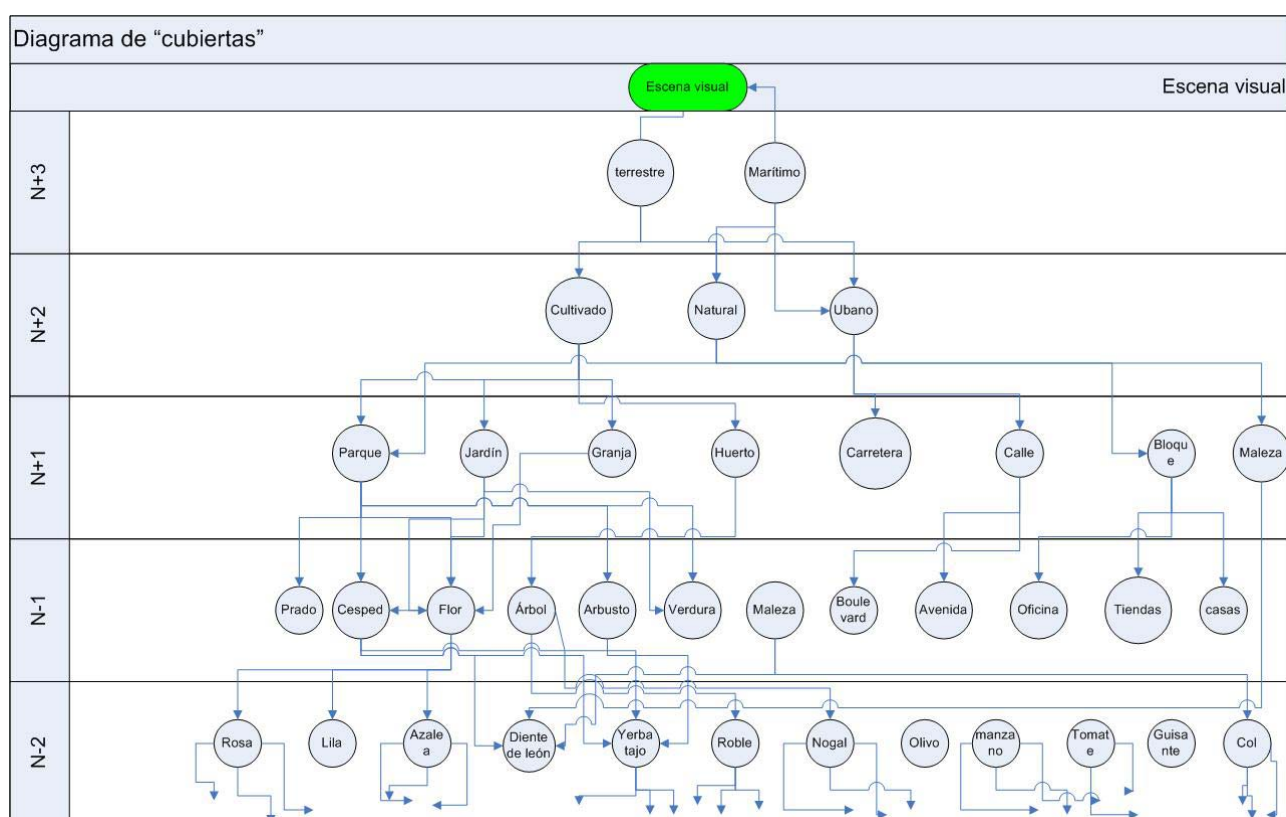 Diagrama de “cubiertas”
Escena visual
Escena visual
N+3
terrestre
Marítimo
N+2
Cultivado
Natural
Ubano
N+1
Parque
Jardín
Granja
Huerto
Carretera
Calle
Bloqu
e
Maleza
N-1
Prado
Cesped
Flor
Árbol
Arbusto
Verdura
Maleza
Boule
vard
Avenida
Oficina
Tiendas
casas
N-2
Rosa
Lila
Azale
a
Diente
de león
Yerba
tajo
Roble
Nogal
Olivo
manz
ano
Tomat
e
Guisa
nte
Col